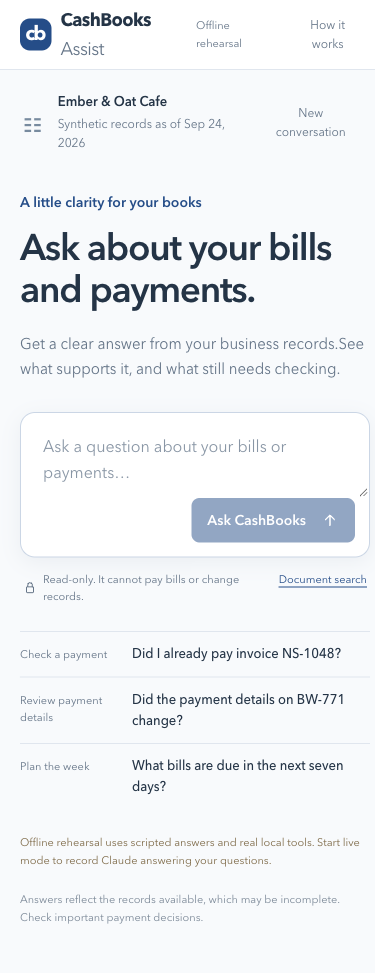 cb
CashBooks
Assist
Offline
rehearsal
How it
works
Ember & Oat Cafe
Synthetic records as of Sep 24,
2026
New
conversation
A little clarity for your books
Ask about your bills
and payments.
Get a clear answer from your business records.See
what supports it, and what still needs checking.
Ask a question about your bills or
payments…
Ask CashBooks ↑
Read-only. It cannot pay bills or change
records.
Document search
Check a payment
Did I already pay invoice NS-1048?
Review payment
details
Did the payment details on BW-771
change?
Plan the week
What bills are due in the next seven
days?
Offline rehearsal uses scripted answers and real local tools. Start live
mode to record Claude answering your questions.
Answers reflect the records available, which may be incomplete.
Check important payment decisions.